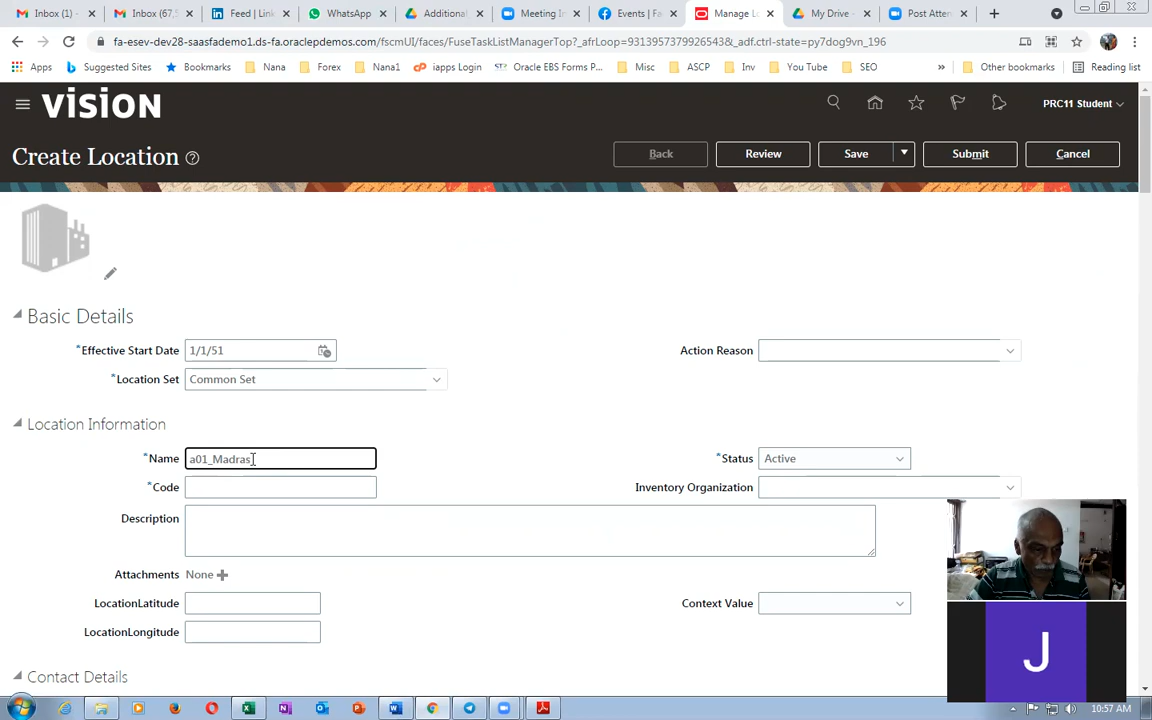 Inbox (1) -
Inbox (67,5
Feed | Link
WhatsApp
Additional
Meeting In
Events | Fa
Manage Lo
My Drive -
Post Atten
fa-esev-dev28-saasfademo1.ds-fa.oraclepdemos.com/fscmUI/faces/FuseTaskListManagerTop?_afrLoop=9313957379926543&_adf.ctrl-state=py7dog9vn_196
Apps
Suggested Sites
Bookmarks
Nana
Forex
Nana1
iapps Login
Oracle EBS Forms P...
Misc
ASCP
Inv
You Tube
SEO
»
Other bookmarks
Reading list
VISION
PRC11 Student
Create Location
Back
Review
Save
Submit
Cancel
Basic Details
*Effective Start Date 1/1/51
Action Reason
*Location Set Common Set
Location Information
*Name a01_Madras
*Status Active
*Code
Inventory Organization
Description
Attachments None
LocationLatitude
Context Value
LocationLongitude
Contact Details
J
10:57 AM